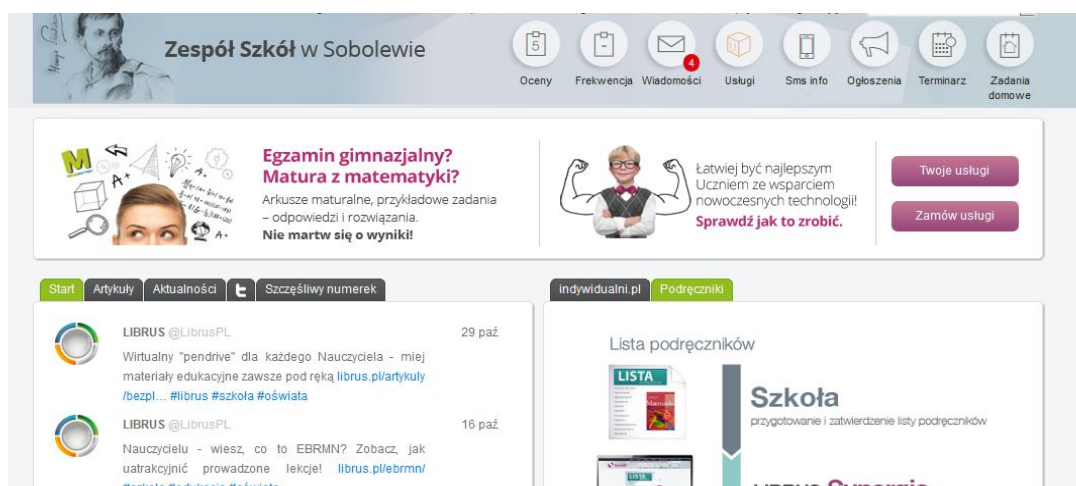 Zespół Szkół w Sobolewie
5
4
Oceny
Frekwencja
Wiadomości
Usługi
Sms info
Ogłoszenia
Terminarz
Zadania
domowe
Egzamin gimnazjalny?
Matura z matematyki?
Arkusze maturalne, przykładowe zadania
– odpowiedzi i rozwiązania.
Nie martw się o wyniki!
M
A+
A+
A+
Łatwiej być najlepszym
Uczniem ze wsparciem
nowoczesnych technologii!
Sprawdź jak to zrobić.
Twoje usługi
Zamów usługi
Start
Artykuły
Aktualności
Szczęśliwy numerek
LIBRUS @LibrusPL
29 paź
Wirtualny "pendrive" dla każdego Nauczyciela - miej
materiały edukacyjne zawsze pod ręką librus.pl/artykuly
/bezpl... #librus #szkoła #oświata
LIBRUS @LibrusPL
16 paź
Nauczycielu - wiesz, co to EBRMN? Zobacz, jak
uatrakcyjnić prowadzone lekcje! librus.pl/ebrmn/
indywidualni.pl
Podręczniki
Lista podręczników
LISTA
Szkoła
przygotowanie i zatwierdzenie listy podręczników
LISTA
LIBRUS Synergia